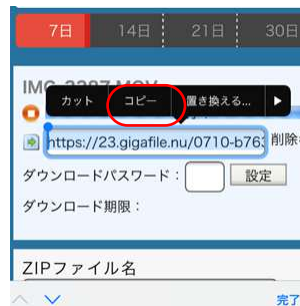 7日 14日 21日 30日
IMG_3297.MOV
カット コピー 置き換える... ▶
https://23.gigafile.nu/0710-b763 削除
ダウンロードパスワード： 設定
ダウンロード期限：
ZIPファイル名
完了